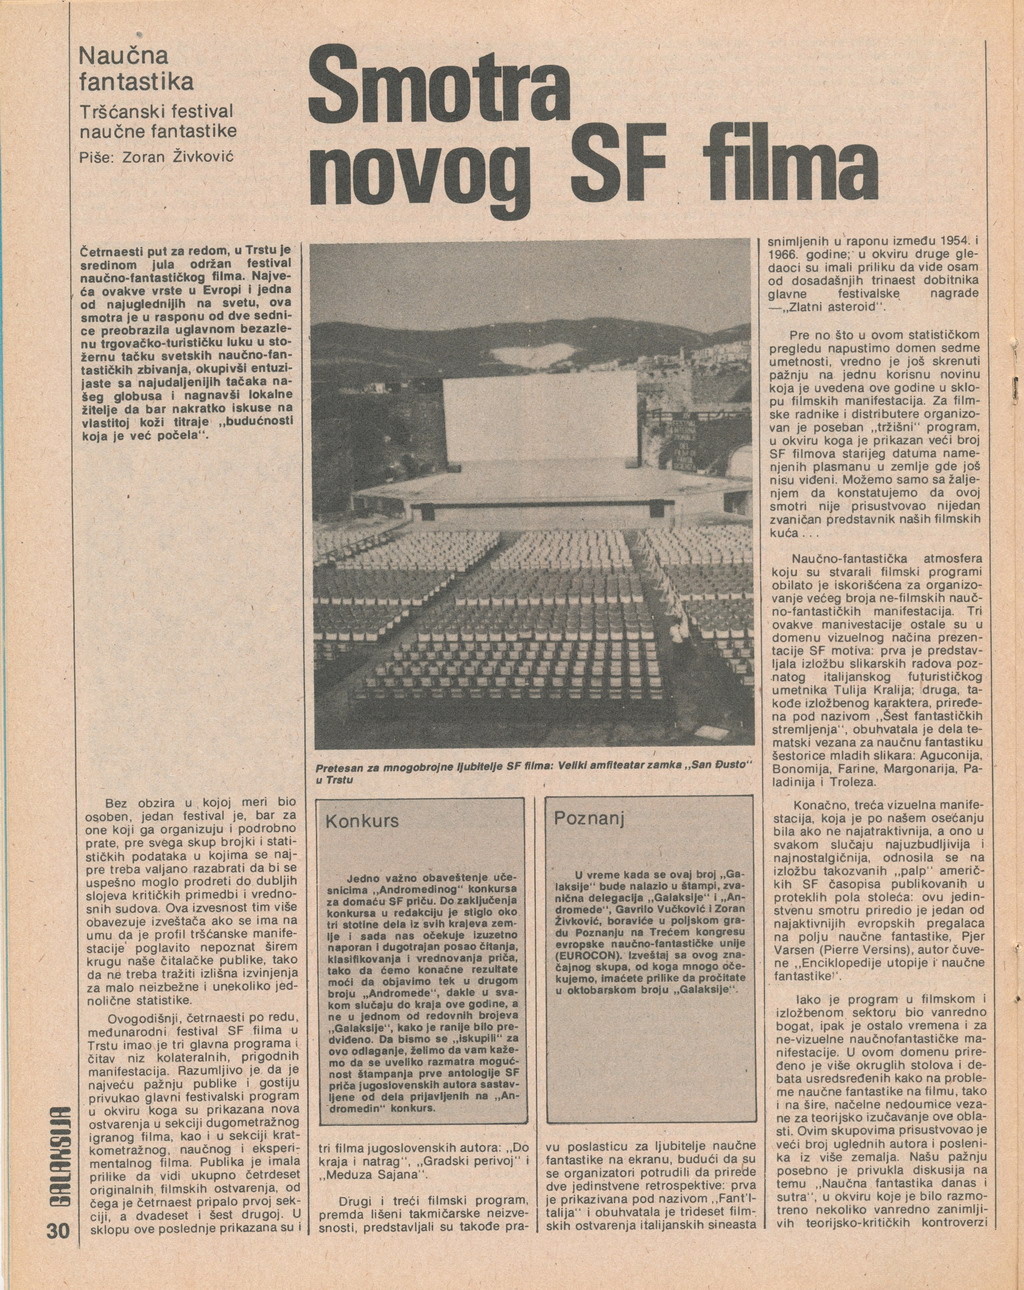 Naučna
fantastika
Tršćanski festival
naučne fantastike
Piše: Zoran Živković
Smotra
novog SF filma
Četrnaesti put za redom, u Trstu je
sredinom jula održan festival
naučno-fantastičkog filma. Najve-
ća ovakve vrste u Evropi i jedna
od najuglednijih na svetu, ova
smotra je u rasponu od dve sedni-
ce preobrazila uglavnom bezazle-
nu trgovačko-turističku luku u sto-
žernu tačku svetskih naučno-fan-
tastičkih zbivanja, okupivši entuzi-
jaste sa najudaljenijih tačaka na-
šeg globusa i nagnavši lokalne
žitelje da bar nakratko iskuse na
vlastitoj koži titraje „budućnosti
koja je već počela“.
Bez obzira u kojoj meri bio
osoben, jedan festival je, bar za
one koji ga organizuju i podrobno
prate, pre svega skup brojki i stati-
stičkih podataka u kojima se naj-
pre treba valjano razabrati da bi se
uspešno moglo prodreti do dubljih
slojeva kritičkih primedbi i vredno-
snih sudova. Ova izvesnost tim više
obavezuje izveštača ako se ima na
umu da je profil tršćanske manife-
stacije poglavito nepoznat širem
krugu naše čitalačke publike, tako
da ne treba tražiti izlišna izvinjenja
za malo neizbežne i unekoliko jed-
nolične statistike.
Ovogodišnji, četrnaesti po redu,
međunarodni festival SF filma u
Trstu imao je tri glavna programa i
čitav niz kolateralnih, prigodnih
manifestacija. Razumljivo je da je
najveću pažnju publike i gostiju
privukao glavni festivalski program
u okviru koga su prikazana nova
ostvarenja u sekciji dugometražnog
igranog filma, kao i u sekciji krat-
kometražnog, naučnog i eksperi-
mentalnog filma. Publika je imala
prilike da vidi ukupno četrdeset
originalnih filmskih ostvarenja, od
čega je četrnaest pripalo prvoj sek-
ciji, a dvadeset i šest drugoj. U
sklopu ove poslednje prikazana su i
Pretesan za mnogobrojne ljubitelje SF filma: Veliki amfiteatar zamka „San Đusto“
u Trstu
Konkurs
Jedno važno obaveštenje uče-
snicima „Andromedinog“ konkursa
za domaću SF priču. Do zaključenja
konkursa u redakciju je stiglo oko
tri stotine dela iz svih krajeva zem-
lje i sada nas očekuje izuzetno
naporan i dugotrajan posao čitanja,
klasifikovanja i vrednovanja priča,
tako da ćemo konačne rezultate
moći da objavimo tek u drugom
broju „Andromede“, dakle u sva-
kom slučaju do kraja ove godine, a
ne u jednom od redovnih brojeva
„Galaksije“, kako je ranije bilo pre-
dviđeno. Da bismo se „iskupili“ za
ovo odlaganje, želimo da vam kaže-
mo da se uveliko razmatra moguć-
nost štampanja prve antologije SF
priča jugoslovenskih autora sastav-
ljene od dela prijavljenih na „An-
dromedin“ konkurs.
Poznanj
U vreme kada se ovaj broj „Ga-
laksije“ bude nalazio u štampi, zva-
nična delegacija „Galaksije“ i „An-
dromede“, Gavrilo Vučković i Zoran
Živković, boraviće u poljskom gra-
du Poznanju na Trećem kongresu
evropske naučno-fantastičke unije
(EUROCON). Izveštaj sa ovog zna-
čajnog skupa, od koga mnogo oče-
kujemo, imaćete prilike da pročitate
u oktobarskom broju „Galaksije“.
tri filma jugoslovenskih autora: „Do
kraja i natrag“, „Gradski perivoj“ i
„Meduza Sajana“.
Drugi i treći filmski program,
premda lišeni takmičarske neizve-
snosti, predstavljali su takođe pra-
vu poslasticu za ljubitelje naučne
fantastike na ekranu, budući da su
se organizatori potrudili da prirede
dve jedinstvene retrospektive: prva
je prikazivana pod nazivom „Fant'I-
talija“ i obuhvatala je trideset film-
skih ostvarenja italijanskih sineasta
snimljenih u raponu između 1954. i
1966. godine; u okviru druge gle-
daoci su imali priliku da vide osam
od dosadašnjih trinaest dobitnika
glavne festivalske nagrade
—„Zlatni asteroid“.
Pre no što u ovom statističkom
pregledu napustimo domen sedme
umetnosti, vredno je još skrenuti
pažnju na jednu korisnu novinu
koja je uvedena ove godine u sklo-
pu filmskih manifestacija. Za film-
ske radnike i distributere organizo-
van je poseban „tržišni“ program,
u okviru koga je prikazan veći broj
SF filmova starijeg datuma name-
njenih plasmanu u zemlje gde još
nisu viđeni. Možemo samo sa žalje-
njem da konstatujemo da ovoj
smotri nije prisustvovao nijedan
zvaničan predstavnik naših filmskih
kuća...
Naučno-fantastička atmosfera
koju su stvarali filmski programi
obilato je iskorišćena za organizo-
vanje većeg broja ne-filmskih nauč-
no-fantastičkih manifestacija. Tri
ovakve manivestacije ostale su u
domenu vizuelnog načina prezen-
tacije SF motiva: prva je predstav-
ljala izložbu slikarskih radova poz-
natog italijanskog futurističkog
umetnika Tulija Kralija; druga, ta-
kođe izložbenog karaktera, priređe-
na pod nazivom „Šest fantastičkih
stremljenja“, obuhvatala je dela te-
matski vezana za naučnu fantastiku
šestorice mladih slikara: Aguconija,
Bonomija, Farine, Margonarija, Pa-
ladinija i Troleza.
Konačno, treća vizuelna manife-
stacija, koja je po našem osećanju
bila ako ne najatraktivnija, a ono u
svakom slučaju najuzbudljivija i
najnostalgičnija, odnosila se na
izložbu takozvanih „palp“ američ-
kih SF časopisa publikovanih u
proteklih pola stoleća: ovu jedin-
stvenu smotru priredio je jedan od
najaktivnijih evropskih pregalaca
na polju naučne fantastike, Pjer
Varsen (Pierre Versins), autor čuve-
ne „Enciklopedije utopije i naučne
fantastike“.
Iako je program u filmskom i
izložbenom sektoru bio vanredno
bogat, ipak je ostalo vremena i za
ne-vizuelne naučnofantastičke ma-
nifestacije. U ovom domenu prire-
đeno je više okruglih stolova i de-
bata usredsređenih kako na proble-
me naučne fantastike na filmu, tako
i na šire, načelne nedoumice veza-
ne za teorijsko izučavanje ove obla-
sti. Ovim skupovima prisustvovao je
veći broj uglednih autora i posleni-
ka iz više zemalja. Našu pažnju
posebno je privukla diskusija na
temu „Naučna fantastika danas i
sutra“, u okviru koje je bilo razmo-
treno nekoliko vanredno zanimlji-
vih teorijsko-kritičkih kontroverzi
GALAKSIJA
30